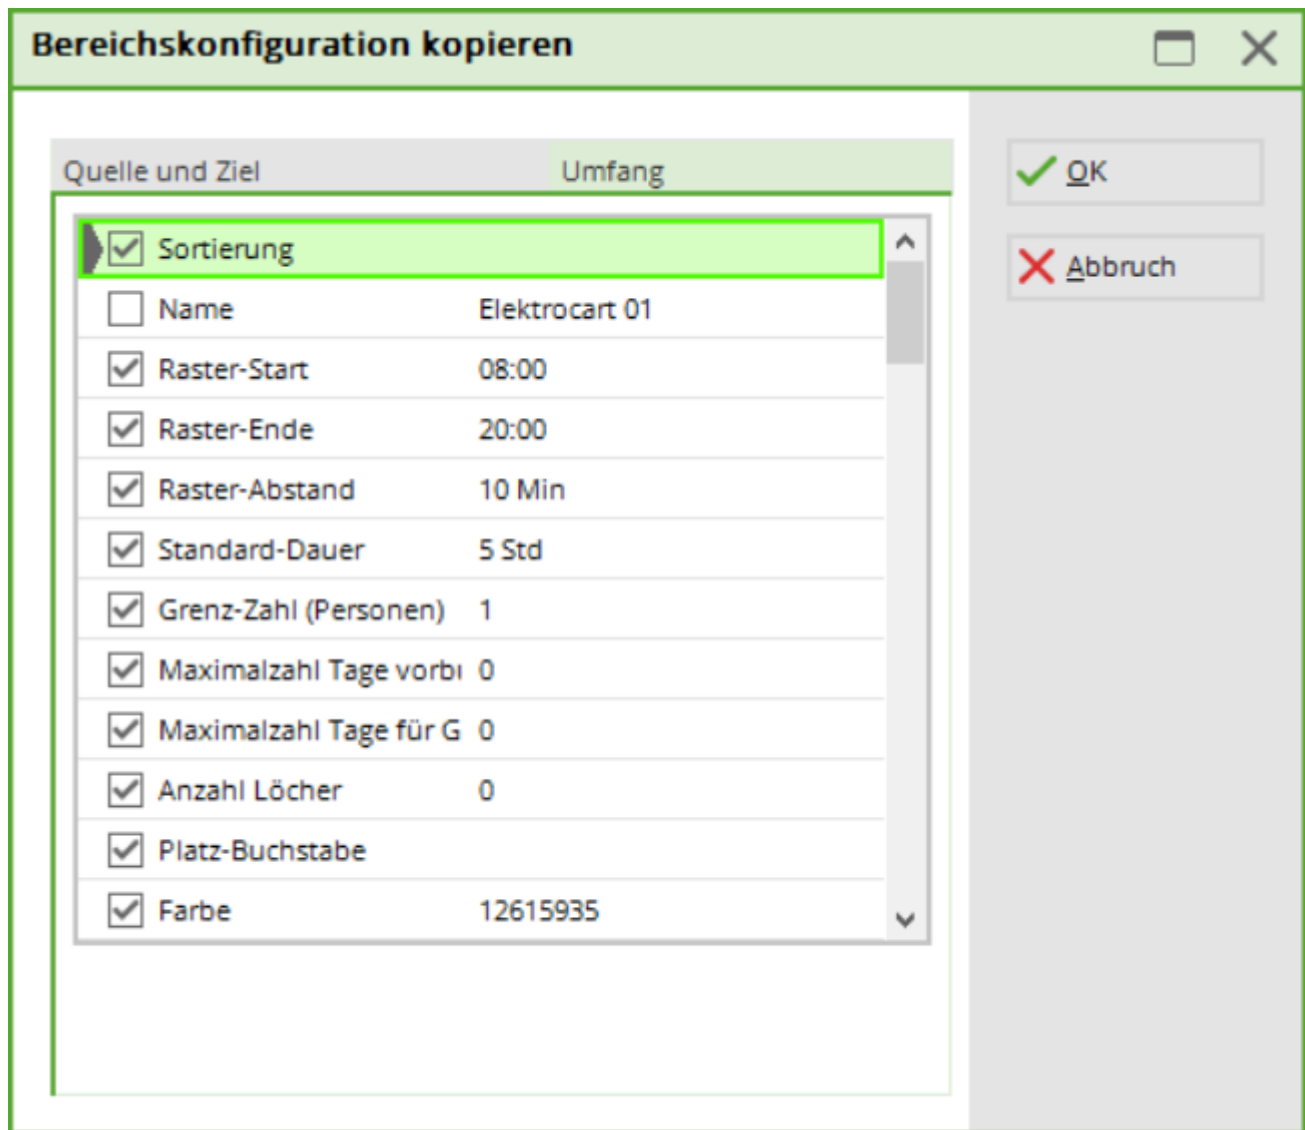 Bereichskonfiguration kopieren
Quelle und Ziel Umfang
OK
Abbruch
Sortierung
Name Elektrocart 01
Raster-Start 08:00
Raster-Ende 20:00
Raster-Abstand 10 Min
Standard-Dauer 5 Std
Grenz-Zahl (Personen) 1
Maximalzahl Tage 0
Maximalzahl Tage für G 0
Anzahl Löcher 0
Platz-Buchstabe
Farbe 12615935